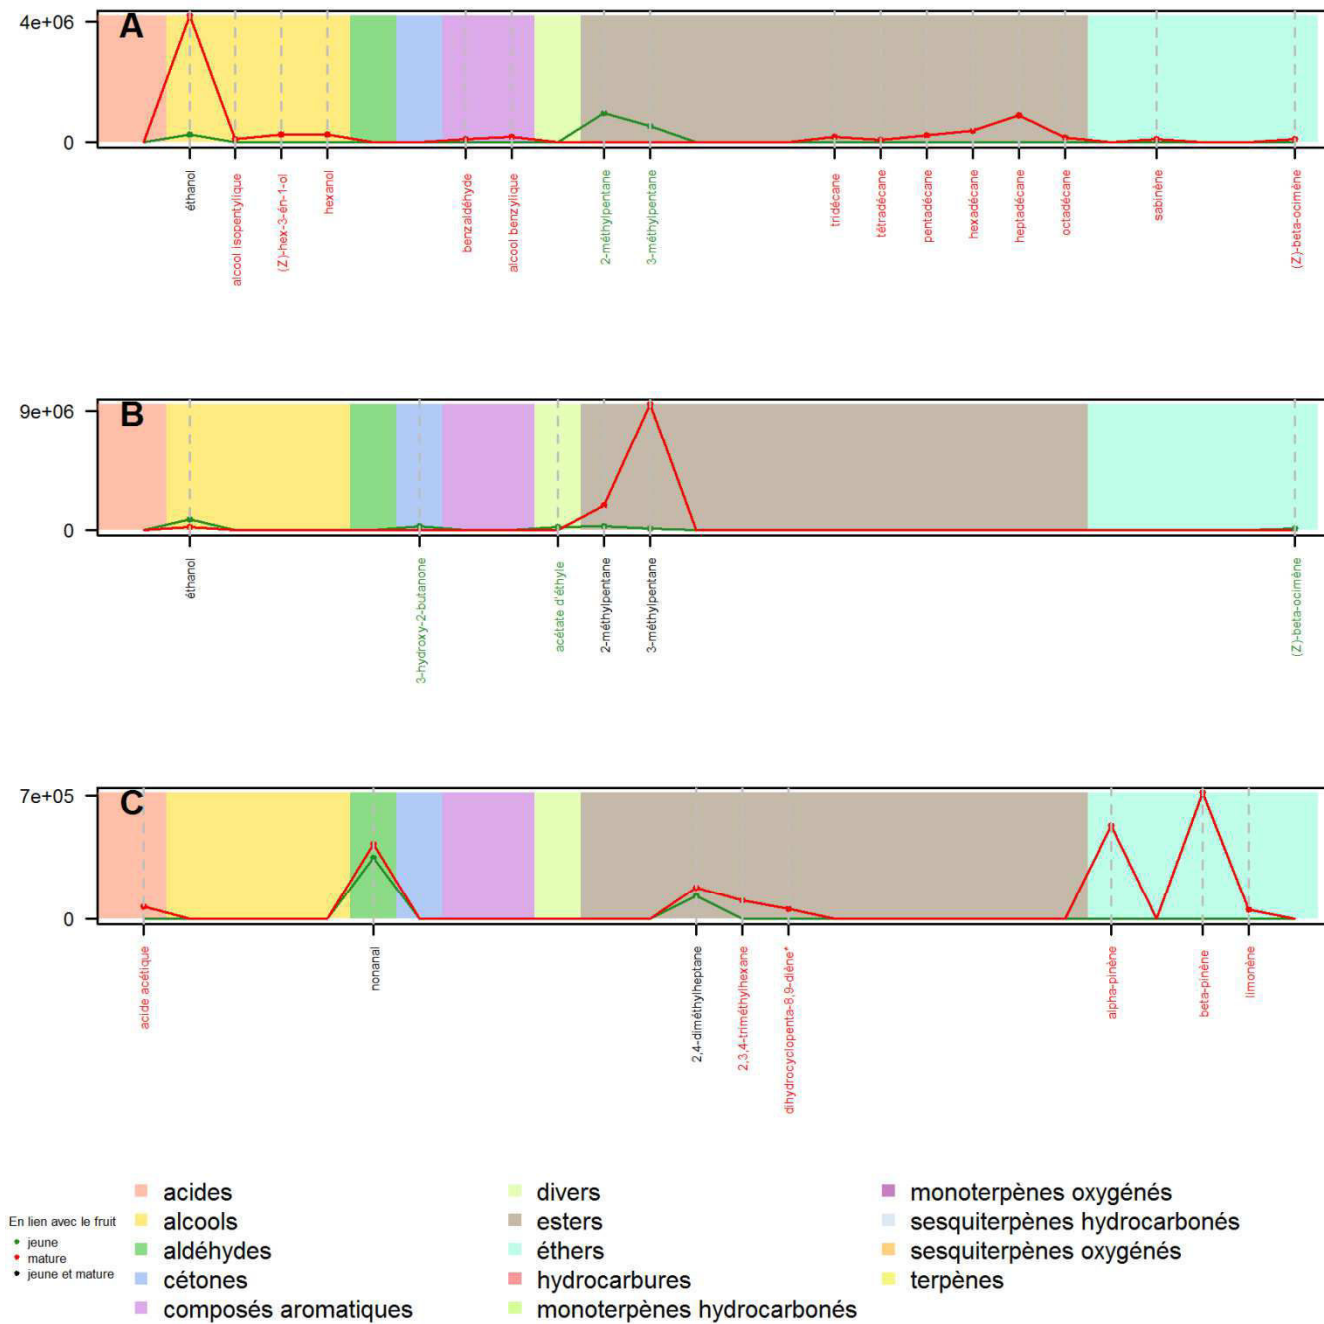 4e+06
A
0
éthanol
alcool isopentylique
(Z)-hex-3-én-1-ol
hexanol
benzaldéhyde
alcool benzylique
2-méthylpentane
3-méthylpentane
tridécane
tétradécane
pentadécane
hexadécane
heptadécane
octadécane
sabinène
(Z)-beta-ocimène
9e+06
B
0
éthanol
3-hydroxy-2-butanone
acétate d'éthyle
2-méthylpentane
3-méthylpentane
(Z)-beta-ocimène
7e+05
C
0
acide acétique
nonanal
2,4-diméthylheptane
2,3,4-triméthylhexane
dihydrocyclopenta-8,9-diène*
alpha-pinène
beta-pinène
limonène
En lien avec le fruit
jeune
mature
jeune et mature
acides
alcools
aldéhydes
cétones
composés aromatiques
divers
esters
éthers
hydrocarbures
monoterpènes hydrocarbonés
monoterpènes oxygénés
sesquiterpènes hydrocarbonés
sesquiterpènes oxygénés
terpènes